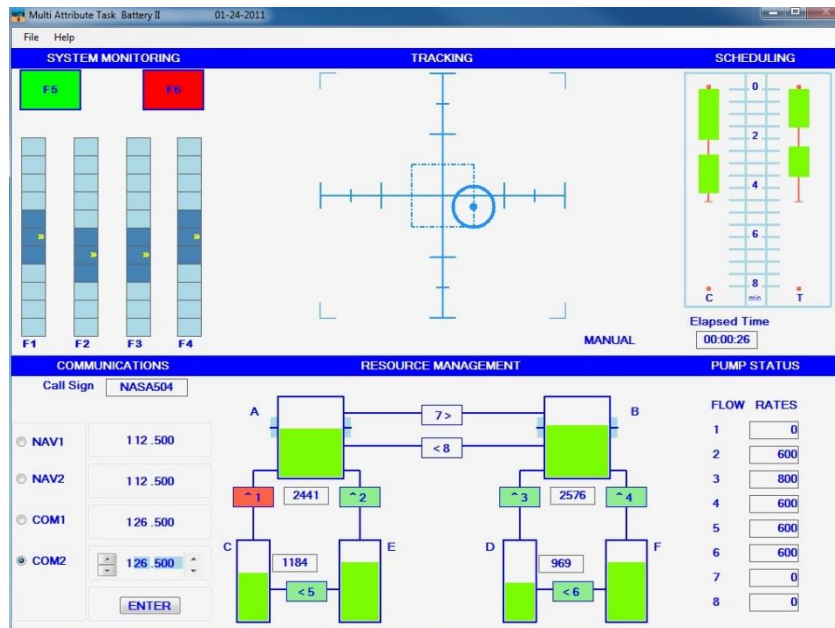 Multi Attribute Task Battery II 01-24-2011
File Help
SYSTEM MONITORING
F5 F6
F1 F2 F3 F4
TRACKING
MANUAL
SCHEDULING
0
2
4
6
8
C min T
Elapsed Time
00:00:26
COMMUNICATIONS
Call Sign NASA504
NAV1 112.500
NAV2 112.500
COM1 126.500
COM2 126.500
ENTER
RESOURCE MANAGEMENT
A 7> B
<8
^1 2441 ^2 ^3 2576 ^4
C 1184 E D 969 F
<5 <6
PUMP STATUS
FLOW RATES
1 0
2 600
3 800
4 600
5 600
6 600
7 0
8 0